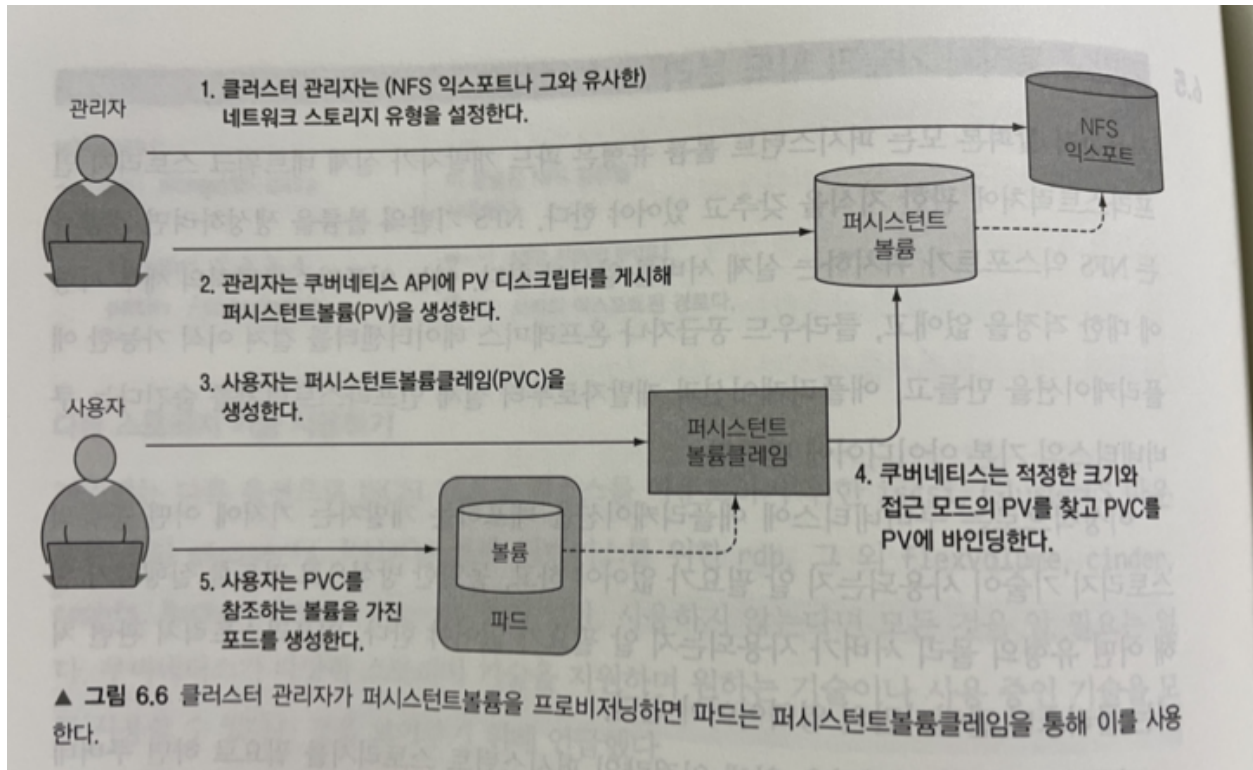 1. 클러스터 관리자는 (NFS 익스포트나 그와 유사한)
네트워크 스토리지 유형을 설정한다.
관리자
NFS
익스포트
퍼시스턴트
볼륨
2. 관리자는 쿠버네티스 API에 PV 디스크립터를 게시해
퍼시스턴트볼륨(PV)을 생성한다.
3. 사용자는 퍼시스턴트볼륨클레임(PVC)을
생성한다.
사용자
퍼시스턴트
볼륨클레임
4. 쿠버네티스는 적정한 크기와
접근 모드의 PV를 찾고 PVC를
PV에 바인딩한다.
볼륨
파드
5. 사용자는 PVC를
참조하는 볼륨을 가진
포드를 생성한다.
▲ 그림 6.6 클러스터 관리자가 퍼시스턴트볼륨을 프로비저닝하면 파드는 퍼시스턴트볼륨클레임을 통해 이를 사용
한다.